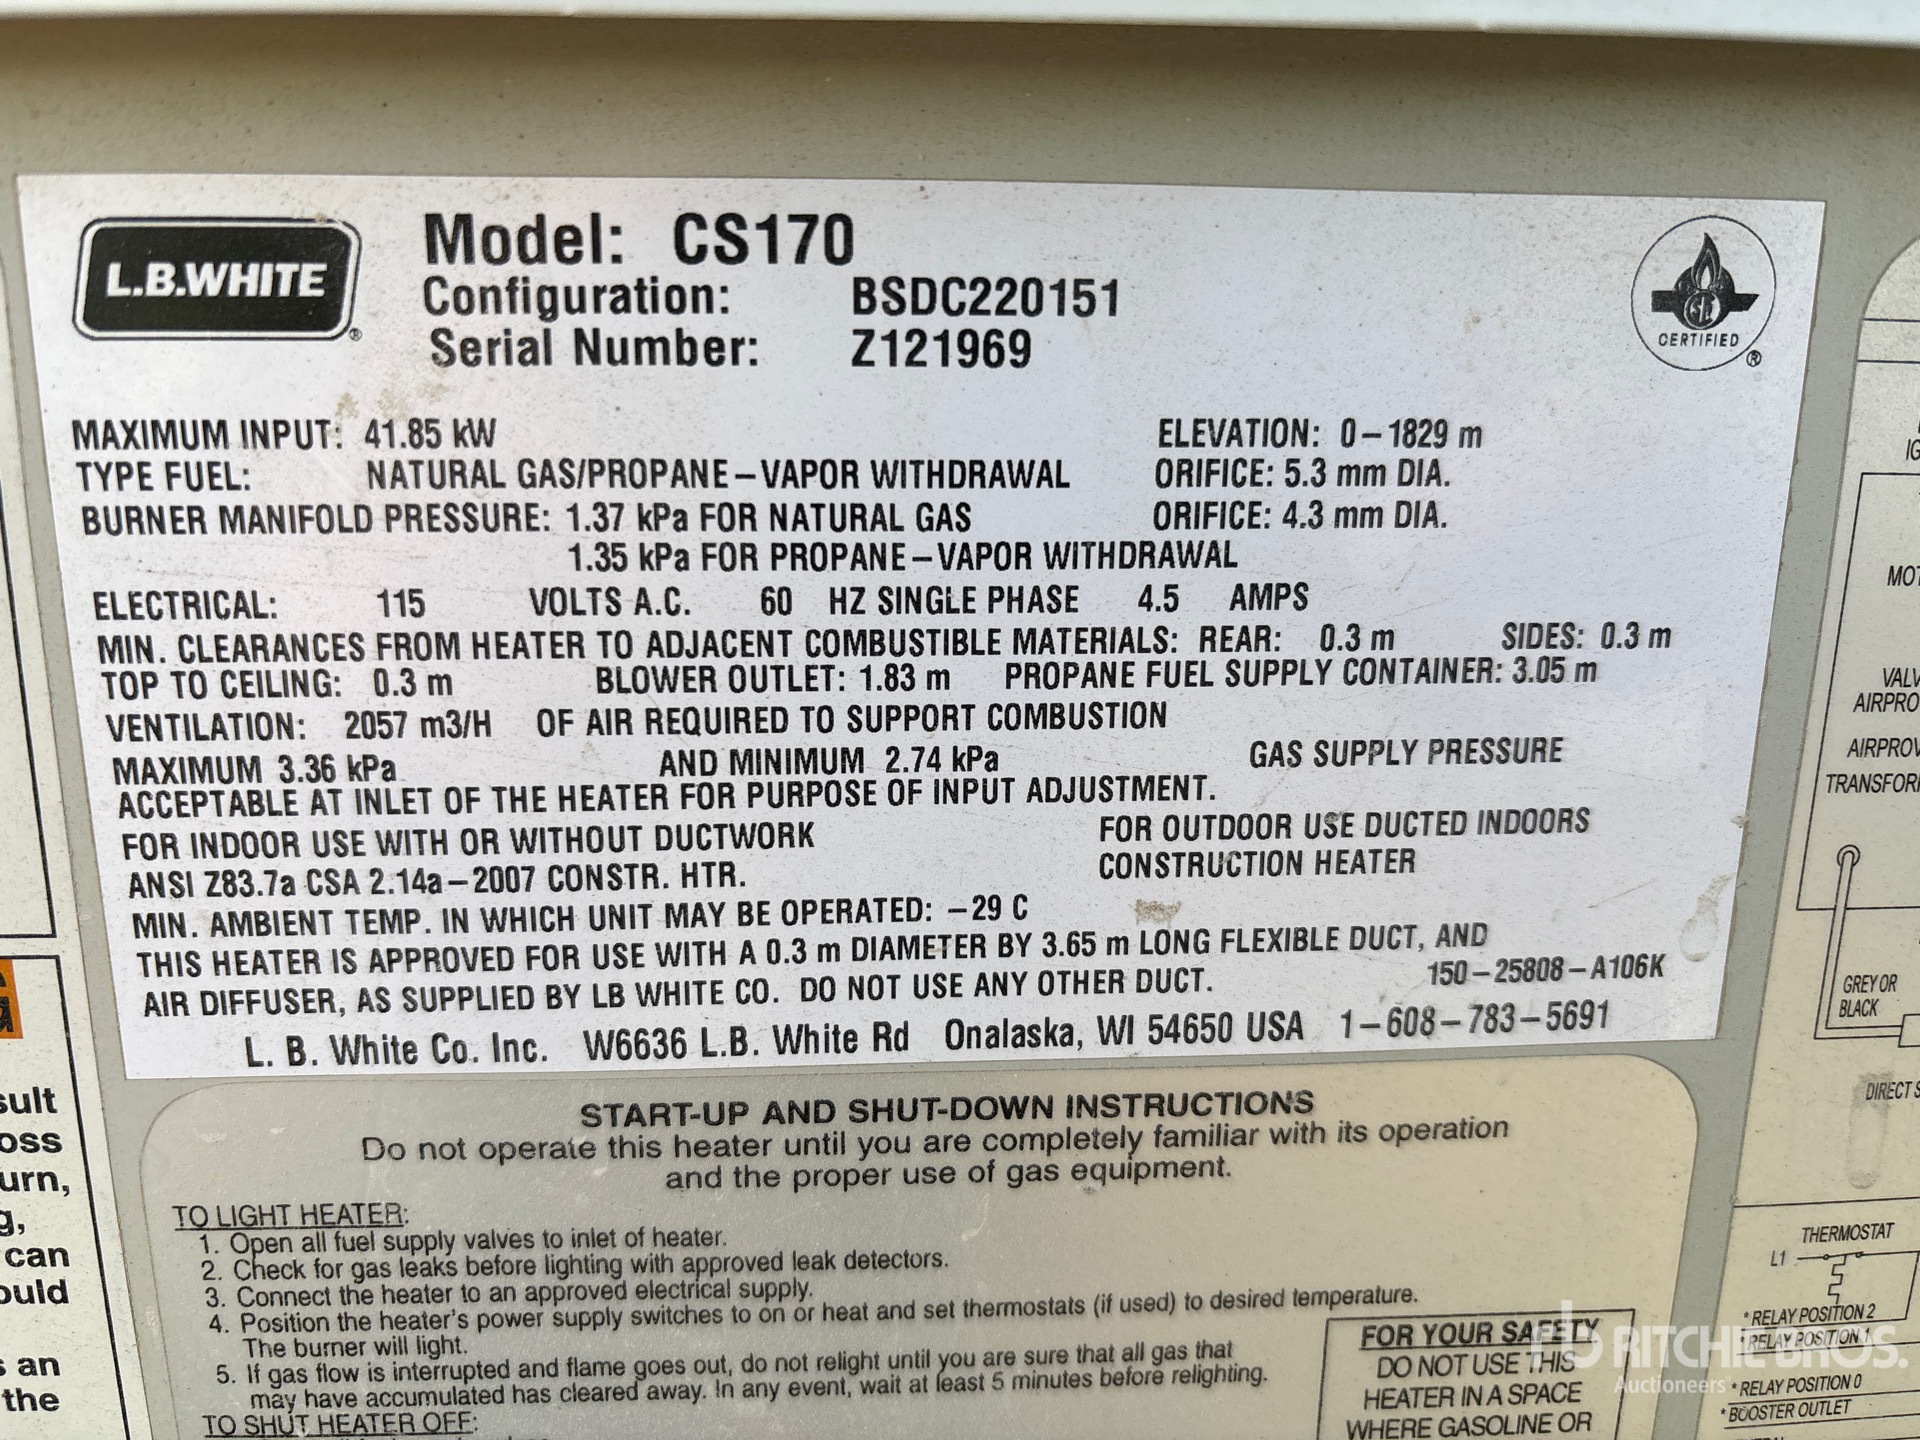 L.B.WHITE ®
Model: CS170
Configuration: BSDC220151
Serial Number: Z121969
CERTIFIED ®
MAXIMUM INPUT: 41.85 kW ELEVATION: 0-1829 m
TYPE FUEL: NATURAL GAS/PROPANE-VAPOR WITHDRAWAL ORIFICE: 5.3 mm DIA.
BURNER MANIFOLD PRESSURE: 1.37 kPa FOR NATURAL GAS ORIFICE: 4.3 mm DIA.
1.35 kPa FOR PROPANE-VAPOR WITHDRAWAL
ELECTRICAL: 115 VOLTS A.C. 60 HZ SINGLE PHASE 4.5 AMPS
MIN. CLEARANCES FROM HEATER TO ADJACENT COMBUSTIBLE MATERIALS: REAR: 0.3 m SIDES: 0.3 m
TOP TO CEILING: 0.3 m BLOWER OUTLET: 1.83 m PROPANE FUEL SUPPLY CONTAINER: 3.05 m
VENTILATION: 2057 m3/H OF AIR REQUIRED TO SUPPORT COMBUSTION
MAXIMUM 3.36 kPa AND MINIMUM 2.74 kPa GAS SUPPLY PRESSURE
ACCEPTABLE AT INLET OF THE HEATER FOR PURPOSE OF INPUT ADJUSTMENT.
FOR INDOOR USE WITH OR WITHOUT DUCTWORK FOR OUTDOOR USE DUCTED INDOORS
ANSI Z83.7a CSA 2.14a-2007 CONSTR. HTR. CONSTRUCTION HEATER
MIN. AMBIENT TEMP. IN WHICH UNIT MAY BE OPERATED: -29 C
THIS HEATER IS APPROVED FOR USE WITH A 0.3 m DIAMETER BY 3.65 m LONG FLEXIBLE DUCT, AND
AIR DIFFUSER, AS SUPPLIED BY LB WHITE CO. DO NOT USE ANY OTHER DUCT. 150-25808-A106K
L. B. White Co. Inc. W6636 L.B. White Rd Onalaska, WI 54650 USA 1-608-783-5691
START-UP AND SHUT-DOWN INSTRUCTIONS
Do not operate this heater until you are completely familiar with its operation
and the proper use of gas equipment.
TO LIGHT HEATER:
1. Open all fuel supply valves to inlet of heater.
2. Check for gas leaks before lighting with approved leak detectors.
3. Connect the heater to an approved electrical supply.
4. Position the heater's power supply switches to on or heat and set thermostats (if used) to desired temperature.
The burner will light.
5. If gas flow is interrupted and flame goes out, do not relight until you are sure that all gas that
may have accumulated has cleared away. In any event, wait at least 5 minutes before relighting.
TO SHUT HEATER OFF:
FOR YOUR SAFETY
DO NOT USE THIS
HEATER IN A SPACE
WHERE GASOLINE OR
sult
oss
urn,
g,
can
ould
s an
the
IG
MOT
VALV
AIRPRO
AIRPROV
TRANSFOR
GREY OR
BLACK
DIRECT S
THERMOSTAT
L1
* RELAY POSITION 2
* RELAY POSITION 1
* RELAY POSITION 0
* BOOSTER OUTLET
RITCHIE BROS.
Auctioneers